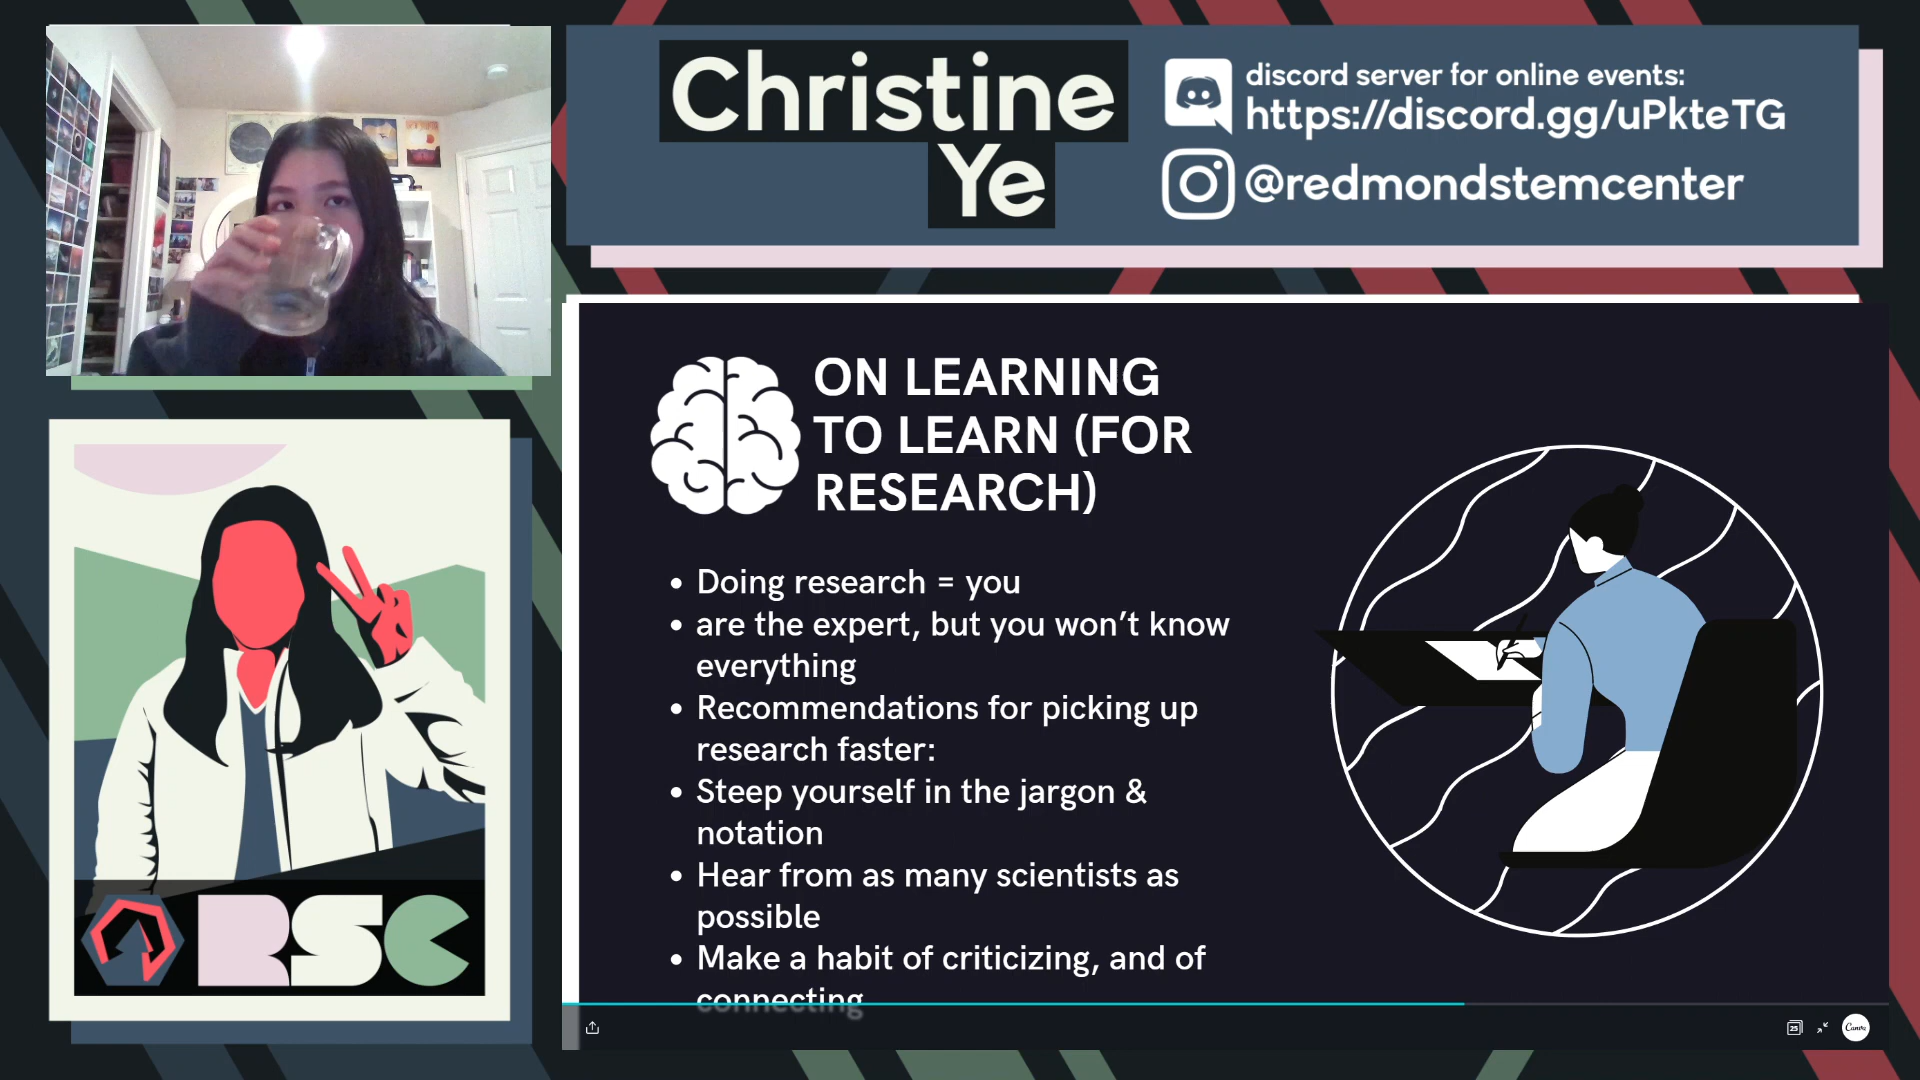 Christine
Ye
discord server for online events:
https://discord.gg/uPkteTG
@redmondstemcenter
ON LEARNING
TO LEARN (FOR
RESEARCH)
Doing research = you
are the expert, but you won’t know
everything
Recommendations for picking up
research faster:
Steep yourself in the jargon &
notation
Hear from as many scientists as
possible
Make a habit of criticizing, and of
connecting
RSC
25
Canva